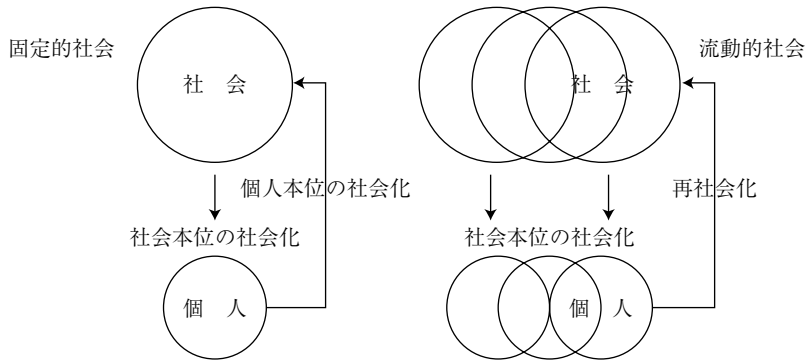 固定的社会
社 会
個人本位の社会化
社会本位の社会化
個 人
流動的社会
社 会
再社会化
社会本位の社会化
個 人